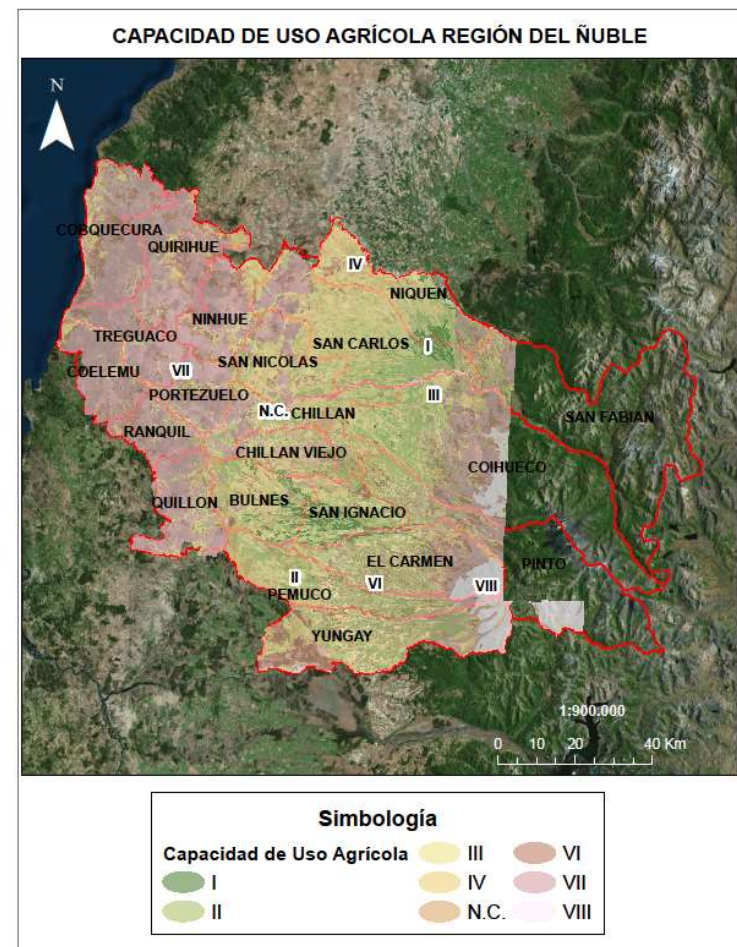 CAPACIDAD DE USO AGRÍCOLA REGIÓN DEL ÑUBLE
N
COBQUECURA
QUIRIHUE
IV
NIQUEN
NINHUE
TREGUACO
SAN CARLOS
I
SAN NICOLAS
COELEMU
VII
PORTEZUELO
III
N.C.
CHILLAN
SAN FABIAN
RANQUIL
CHILLAN VIEJO
COIHUECO
QUILLON
BULNES
SAN IGNACIO
EL CARMEN
PINTO
II
VI
VIII
PEMUCO
YUNGAY
1:900.000
0 10 20 40 Km
Simbología
Capacidad de Uso Agrícola
I
II
III
IV
N.C.
VI
VII
VIII